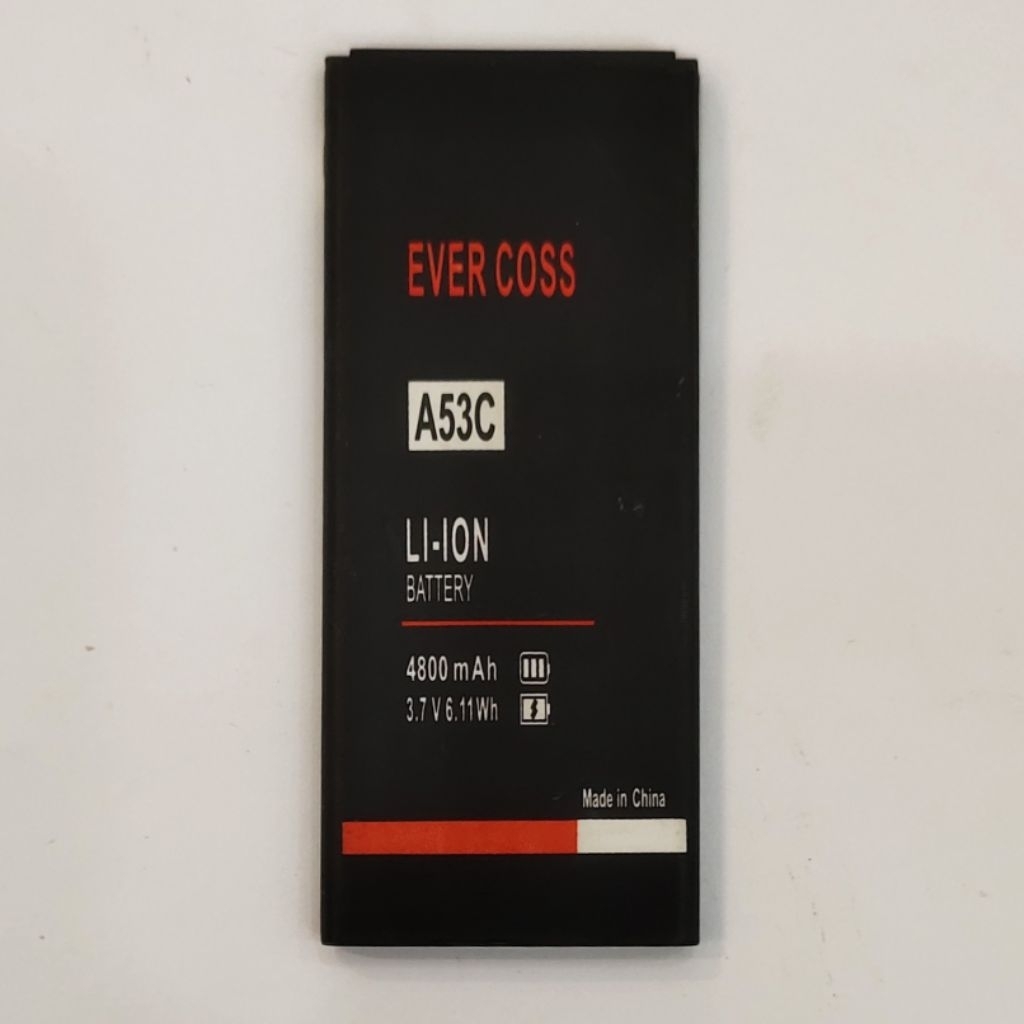 EVER COSS
A53C
LI-ION
BATTERY
4800 mAh
3.7 V 6.11Wh
Made in China